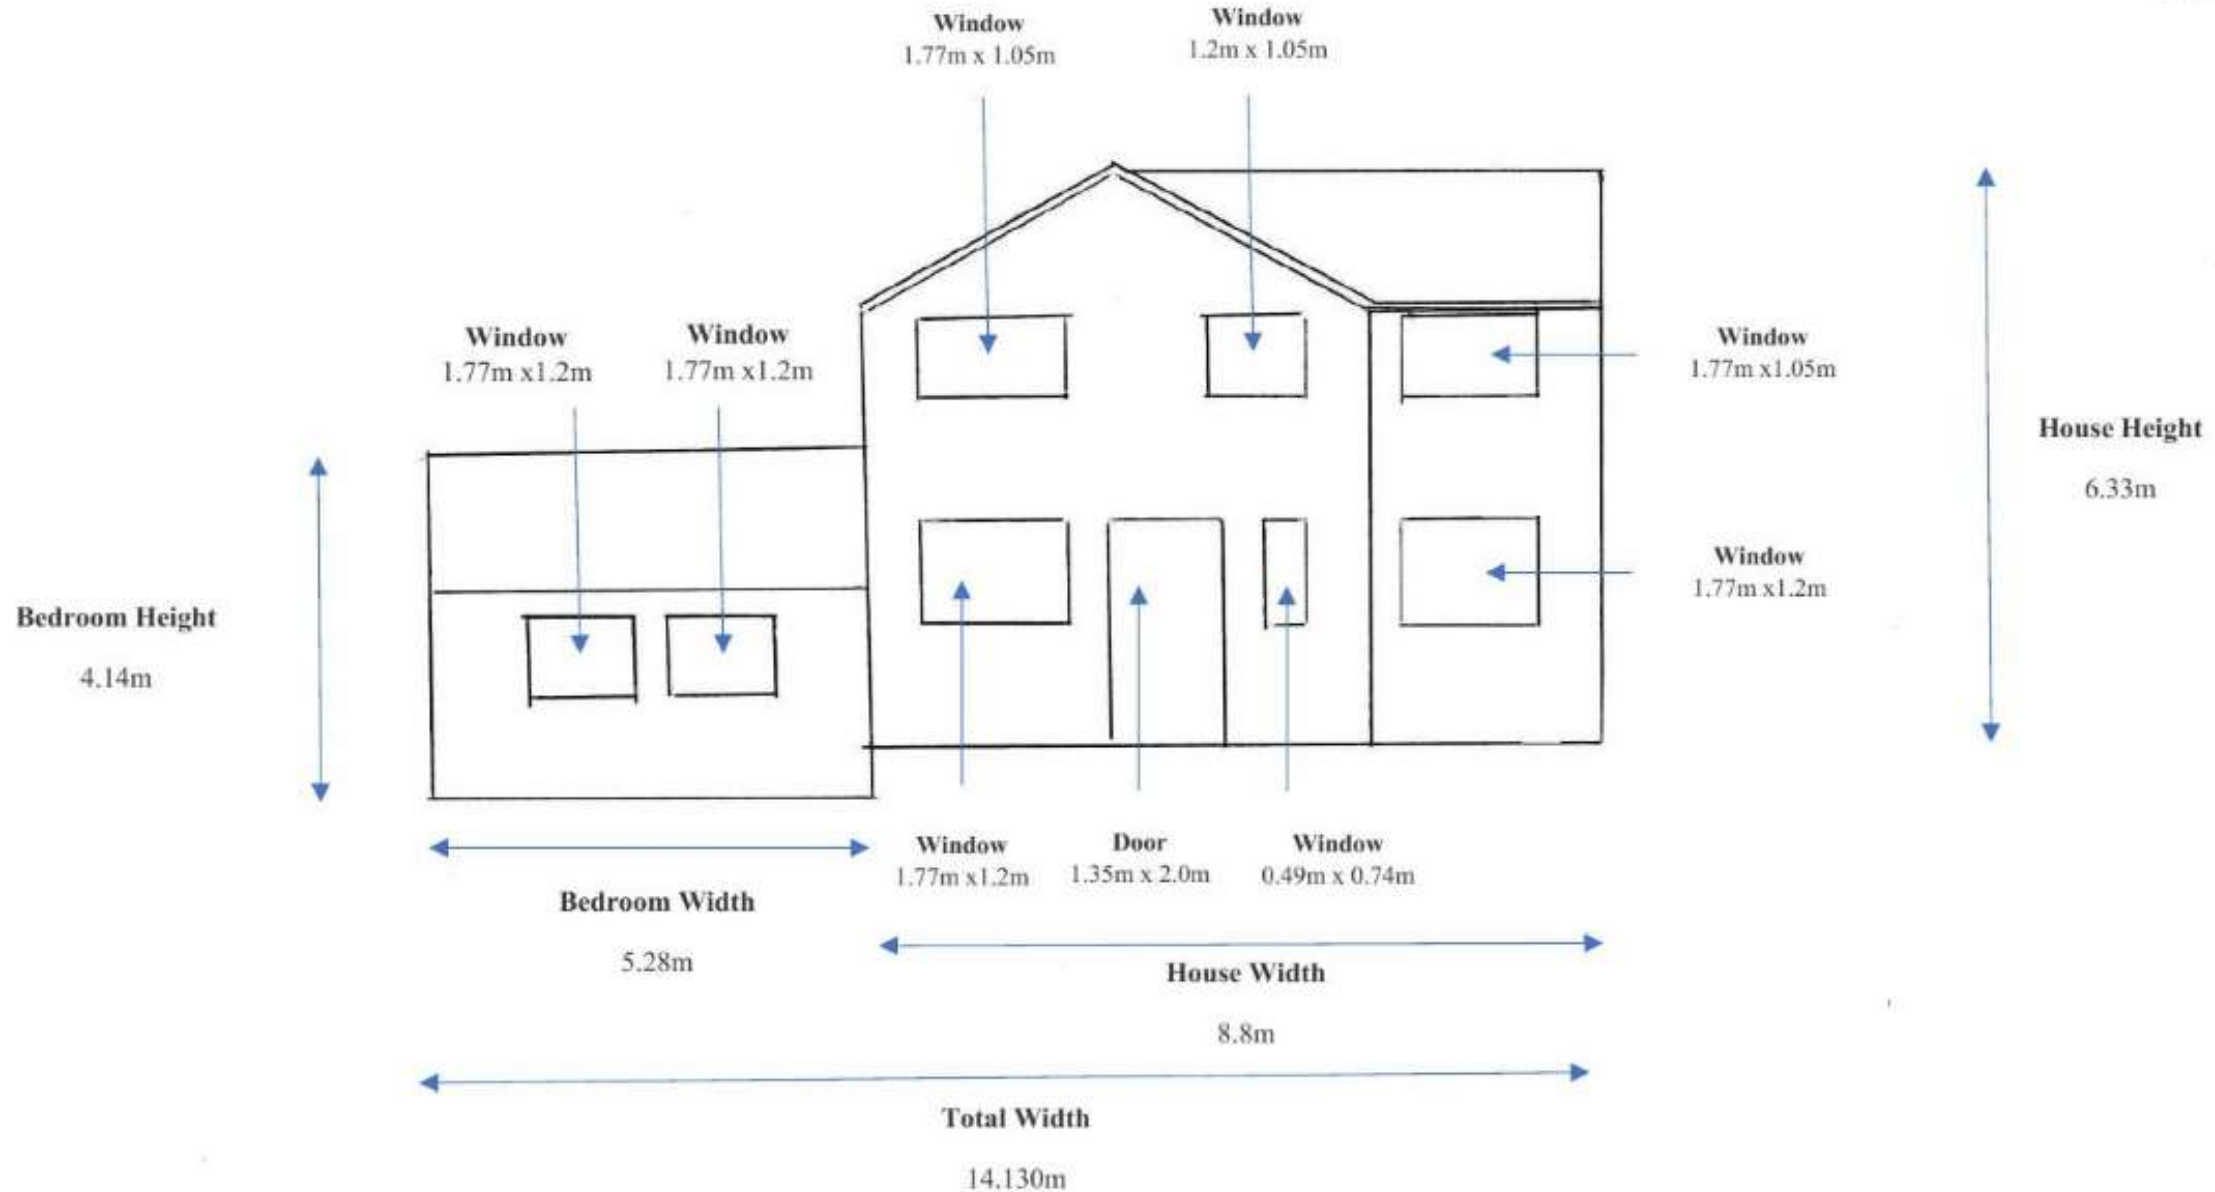 Window
1.77m x 1.05m
Window
1.2m x 1.05m
Window
1.77m x1.2m
Window
1.77m x1.2m
Window
1.77m x1.05m
House Height
6.33m
Window
1.77m x1.2m
Bedroom Height
4.14m
Window
1.77m x1.2m
Door
1.35m x 2.0m
Window
0.49m x 0.74m
Bedroom Width
5.28m
House Width
8.8m
Total Width
14.130m